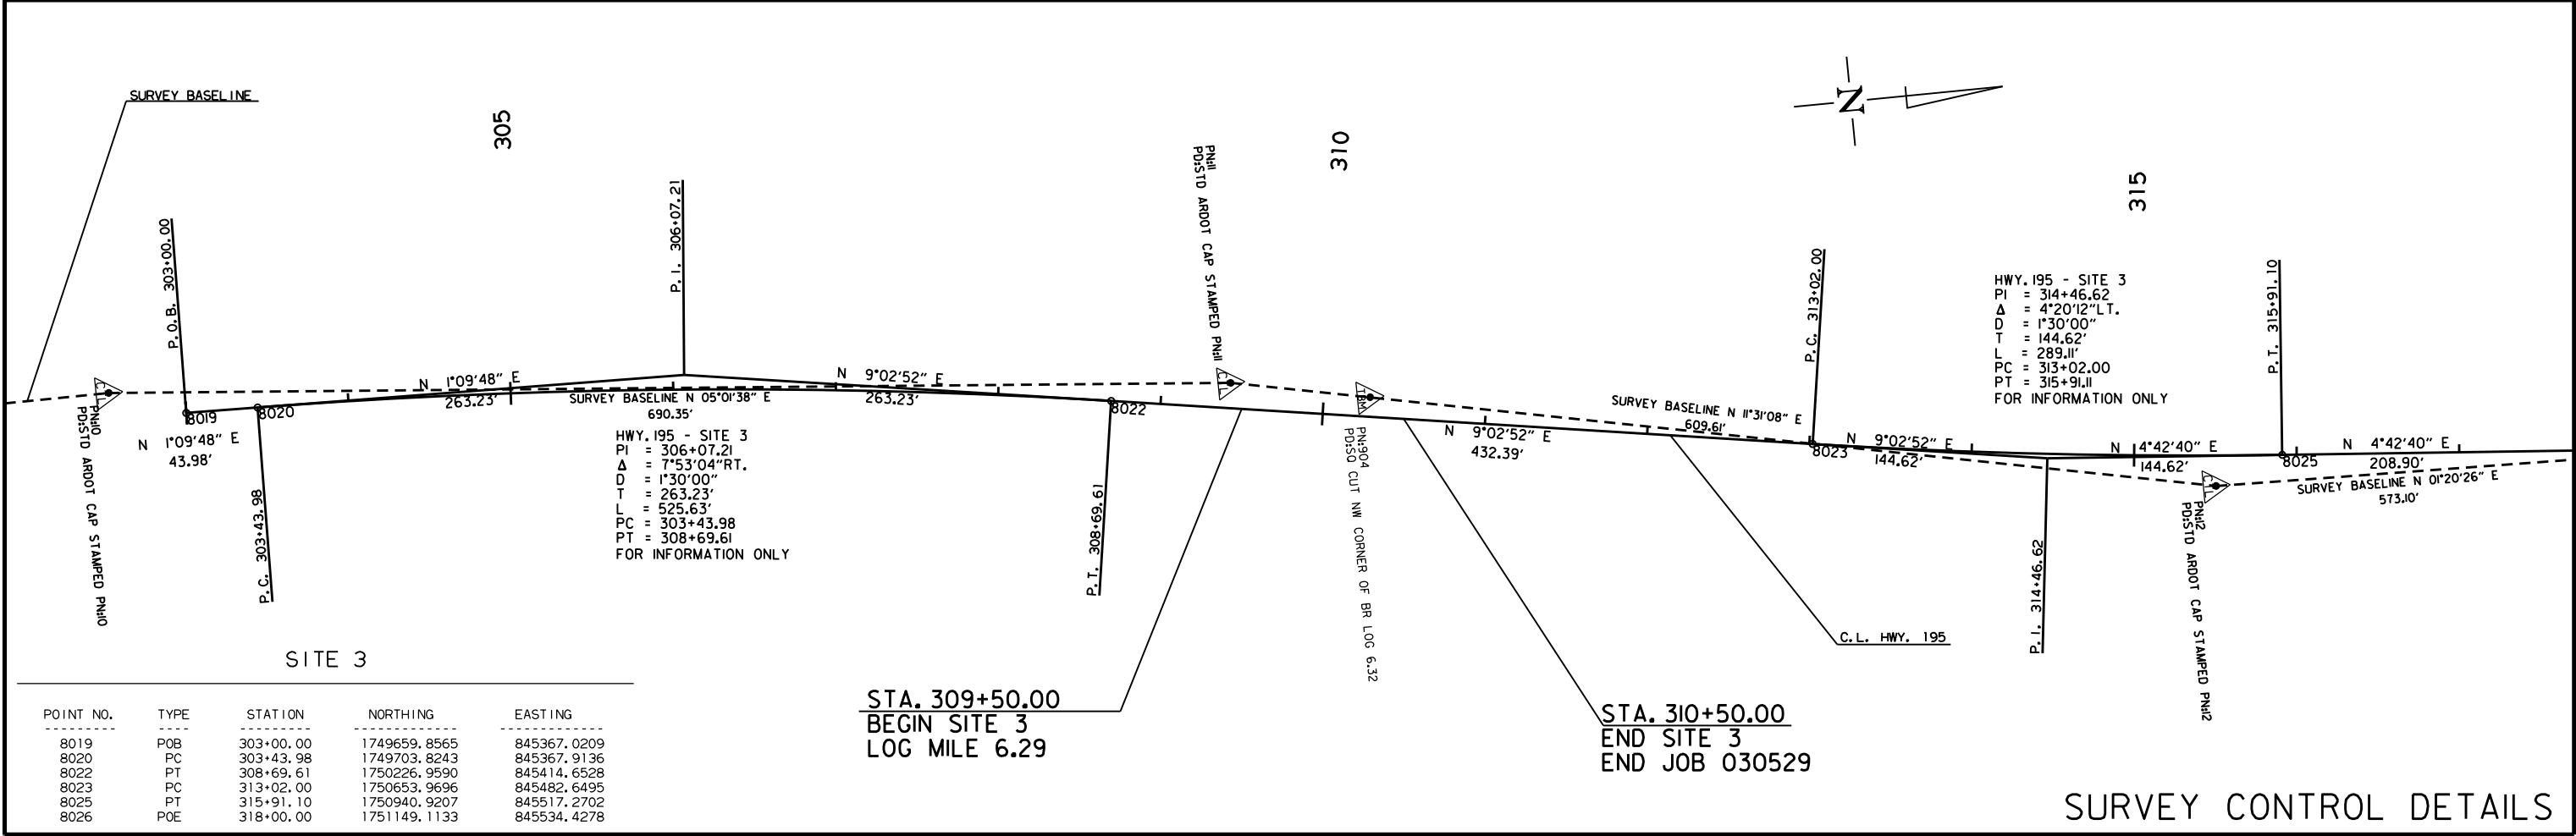 SURVEY BASELINE
305
310
315
N
P.O.B. 303+00.00
P.I. 306+07.21
PN:11
PD:STD ARDOT CAP STAMPED PN:11
P.C. 313+02.00
HWY. 195 - SITE 3
PI = 314+46.62
Δ = 4°20'12"LT.
D = 1°30'00"
T = 144.62'
L = 289.11'
PC = 313+02.00
PT = 315+91.11
FOR INFORMATION ONLY
P.T. 315+91.10
CTL
PN:10
PD:STD ARDOT CAP STAMPED PN:10
8019
N 1°09'48" E
43.98'
8020
P.C. 303+43.98
N 1°09'48" E
263.23'
SURVEY BASELINE N 05°01'38" E
690.35'
N 9°02'52" E
263.23'
HWY. 195 - SITE 3
PI = 306+07.21
Δ = 7°53'04"RT.
D = 1°30'00"
T = 263.23'
L = 525.63'
PC = 303+43.98
PT = 308+69.61
FOR INFORMATION ONLY
8022
P.T. 308+69.61
CTL
TBM
PN:904
PD:SQ CUT NW CORNER OF BR LOG 6.32
N 9°02'52" E
432.39'
SURVEY BASELINE N 11°31'08" E
609.61'
8023
N 9°02'52" E
144.62'
N 4°42'40" E
144.62'
P.I. 314+46.62
CTL
PN:12
PD:STD ARDOT CAP STAMPED PN:12
8025
N 4°42'40" E
208.90'
SURVEY BASELINE N 01°20'26" E
573.10'
C.L. HWY. 195
STA. 309+50.00
BEGIN SITE 3
LOG MILE 6.29
STA. 310+50.00
END SITE 3
END JOB 030529
SITE 3
POINT NO. TYPE STATION NORTHING EASTING
8019 POB 303+00.00 1749659.8565 845367.0209
8020 PC 303+43.98 1749703.8243 845367.9136
8022 PT 308+69.61 1750226.9590 845414.6528
8023 PC 313+02.00 1750653.9696 845482.6495
8025 PT 315+91.10 1750940.9207 845517.2702
8026 POE 318+00.00 1751149.1133 845534.4278
SURVEY CONTROL DETAILS